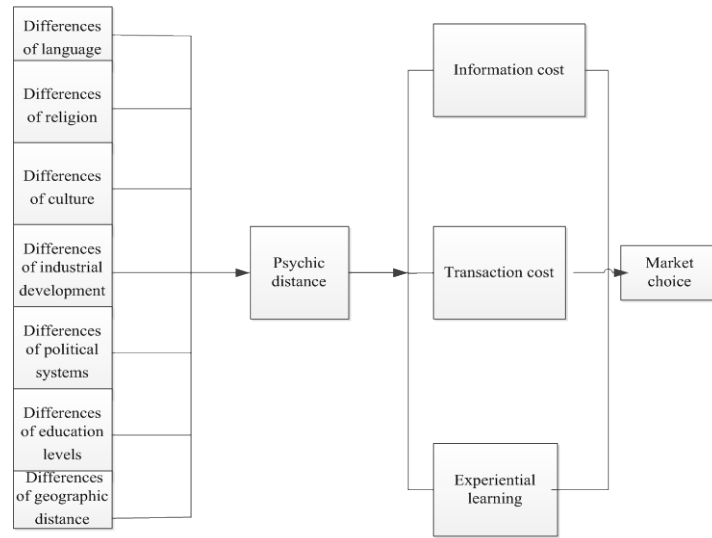 Differences
of language
Differences
of religion
Differences
of culture
Differences
of industrial
development
Differences
of political
systems
Differences
of education
levels
Differences
of geographic
distance
Psychic
distance
Information cost
Transaction cost
Experiential
learning
Market
choice